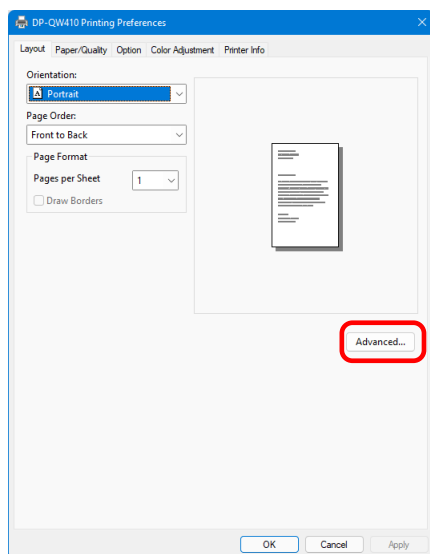 DP-QW410 Printing Preferences
Layout Paper/Quality Option Color Adjustment Printer Info
Orientation:
Portrait
Page Order:
Front to Back
Page Format
Pages per Sheet 1
Draw Borders
Advanced...
OK Cancel Apply